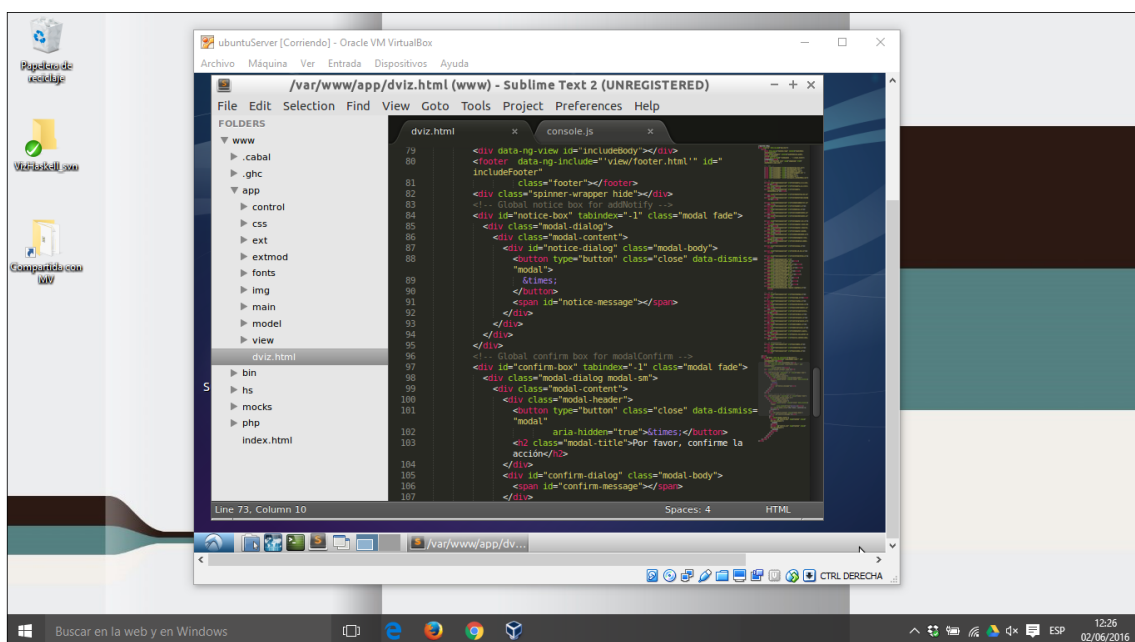 Papelera de
reciclaje
VizHaskell_svn
Compartida con
MV
ubuntuServer [Corriendo] - Oracle VM VirtualBox
Archivo Máquina Ver Entrada Dispositivos Ayuda
/var/www/app/dviz.html (www) - Sublime Text 2 (UNREGISTERED)
File Edit Selection Find View Goto Tools Project Preferences Help
FOLDERS
www
.cabal
.ghc
app
control
css
ext
extmod
fonts
img
main
model
view
dviz.html
bin
hs
mocks
php
index.html
dviz.html × console.js ×
79 <div data-ng-view id="includeBody"></div>
80 <footer data-ng-include="'view/footer.html'" id="
includeFooter"
81 class="footer"></footer>
82 <div class="spinner-wrapper hide"></div>
83 <!-- Global notice box for addNotify -->
84 <div id="notice-box" tabindex="-1" class="modal fade">
85 <div class="modal-dialog">
86 <div class="modal-content">
87 <div id="notice-dialog" class="modal-body">
88 <button type="button" class="close" data-dismiss=
"modal">
89 &times;
90 </button>
91 <span id="notice-message"></span>
92 </div>
93 </div>
94 </div>
95 </div>
96 <!-- Global confirm box for modalConfirm -->
97 <div id="confirm-box" tabindex="-1" class="modal fade">
98 <div class="modal-dialog modal-sm">
99 <div class="modal-content">
100 <div class="modal-header">
101 <button type="button" class="close" data-dismiss=
"modal"
102 aria-hidden="true">&times;</button>
103 <h2 class="modal-title">Por favor, confirme la
acción</h2>
104 </div>
105 <div id="confirm-dialog" class="modal-body">
106 <span id="confirm-message"></span>
107 </div>
S
Line 73, Column 10 Spaces: 4 HTML
/var/www/app/dv...
CTRL DERECHA
Buscar en la web y en Windows
ESP
12:26
02/06/2016